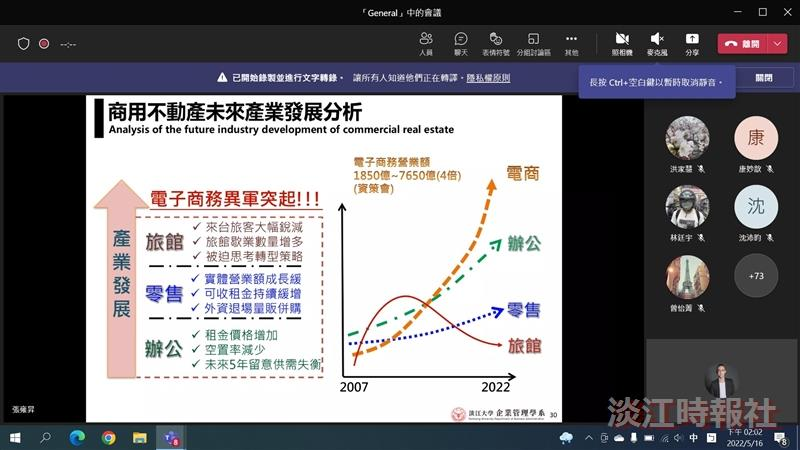 「General」中的會議
--:--
人員
聊天
表情符號
分組討論區
其他
照相機
麥克風
分享
離開
已開始錄製並進行文字轉錄。 讓所有人知道他們正在轉譯。隱私權原則
關閉
長按 Ctrl+空白鍵以暫時取消靜音。
商用不動產未來產業發展分析
Analysis of the future industry development of commercial real estate
產業發展
電子商務異軍突起!!!
旅館
✓ 來台旅客大幅銳減
✓ 旅館歇業數量增多
✓ 被迫思考轉型策略
零售
✓ 實體營業額成長緩
✓ 可收租金持續緩增
✓ 外資退場量販併購
辦公
✓ 租金價格增加
✓ 空置率減少
✓ 未來5年留意供需失衡
電子商務營業額
1850億~7650億(4倍)
(資策會)
電商
辦公
零售
旅館
2007
2022
淡江大學 企業管理學系
30
張雍昇
洪家慧
康
康妙歆
林廷宇
沈
沈沛昀
曾怡菁
+73
淡江時報社
8
中
下午 02:02
2022/5/16
8